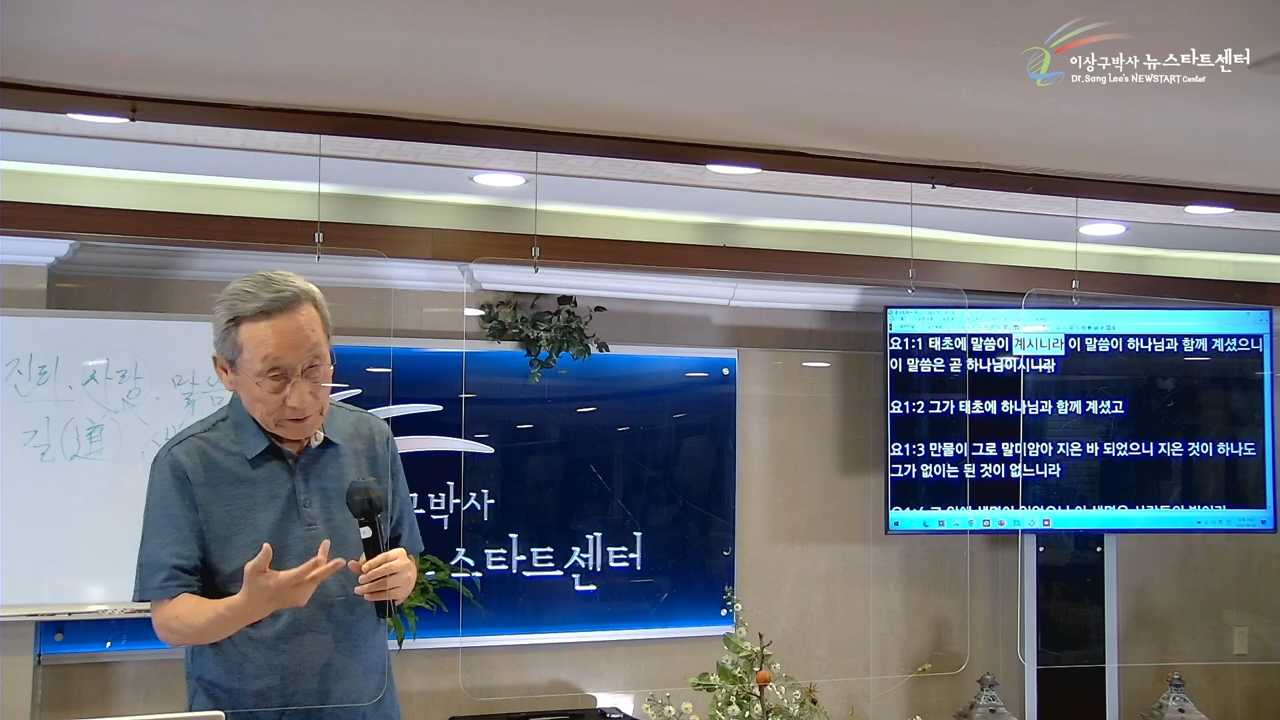 이상구박사 뉴스타트센터
Dr. Sang Lee's NEWSTART Center
진리. 사랑. 말씀
길(道)
구박사
스타트센터
요1:1 태초에 말씀이 계시니라 이 말씀이 하나님과 함께 계셨으니
이 말씀은 곧 하나님이시니라
요1:2 그가 태초에 하나님과 함께 계셨고
요1:3 만물이 그로 말미암아 지은 바 되었으니 지은 것이 하나도
그가 없이는 된 것이 없느니라